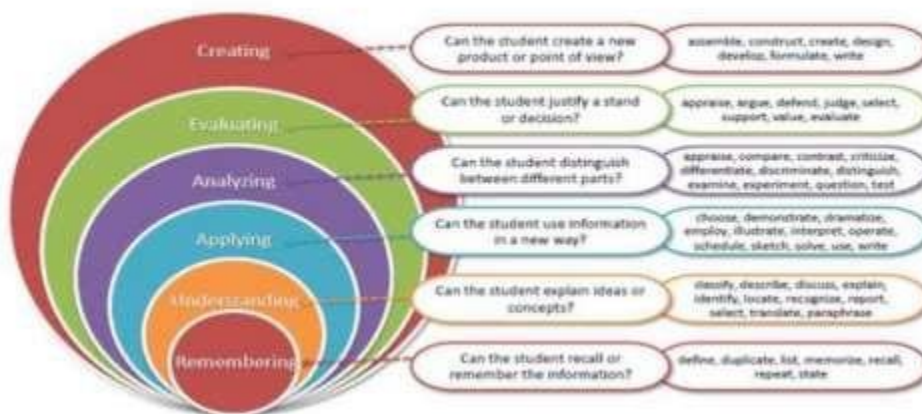 Creating
Can the student create a new
product or point of view?
assemble, construct, create, design,
develop, formulate, write
Evaluating
Can the student justify a stand
or decision?
appraise, argue, defend, judge, select,
support, value, evaluate
Analyzing
Can the student distinguish
between different parts?
appraise, compare, contrast, criticize,
differentiate, discriminate, distinguish,
examine, experiment, question, test
Applying
Can the student use information
in a new way?
choose, demonstrate, dramatize,
employ, illustrate, interpret, operate,
schedule, sketch, solve, use, write
Understanding
Can the student explain ideas or
concepts?
classify, describe, discuss, explain,
identify, locate, recognize, report,
select, translate, paraphrase
Remembering
Can the student recall or
remember the information?
define, duplicate, list, memorize, recall,
repeat, state